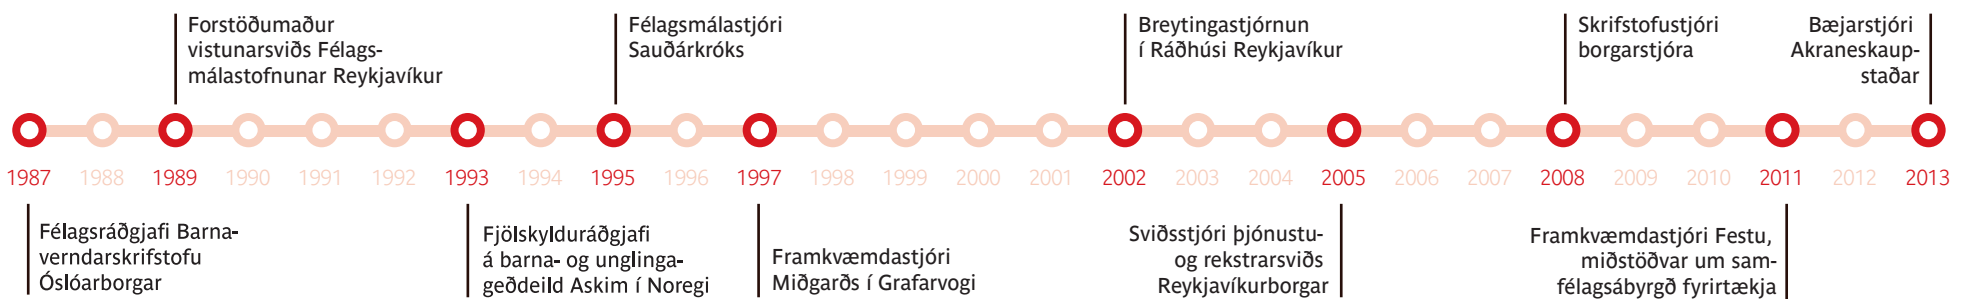 Forstöðumaður
vistunarsviðs Félags-
málastofnunar Reykjavíkur
Félagsmálastjóri
Sauðárkróks
Breytingastjórnun
í Ráðhúsi Reykjavíkur
Skrifstofustjóri
borgarstjóra
Bæjarstjóri
Akraneskaup-
staðar
1987 1988 1989 1990 1991 1992 1993 1994 1995 1996 1997 1998 1999 2000 2001 2002 2003 2004 2005 2006 2007 2008 2009 2010 2011 2012 2013
Félagsráðgjafi Barna-
verndarskrifstofu
Óslóarborgar
Fjölskylduráðgjafi
á barna- og unglinga-
geðdeild Askim í Noregi
Framkvæmdastjóri
Miðgarðs í Grafarvogi
Sviðsstjóri þjónustu-
og rekstrarsviðs
Reykjavíkurborgar
Framkvæmdastjóri Festu,
miðstöðvar um sam-
félagsábyrgð fyrirtækja